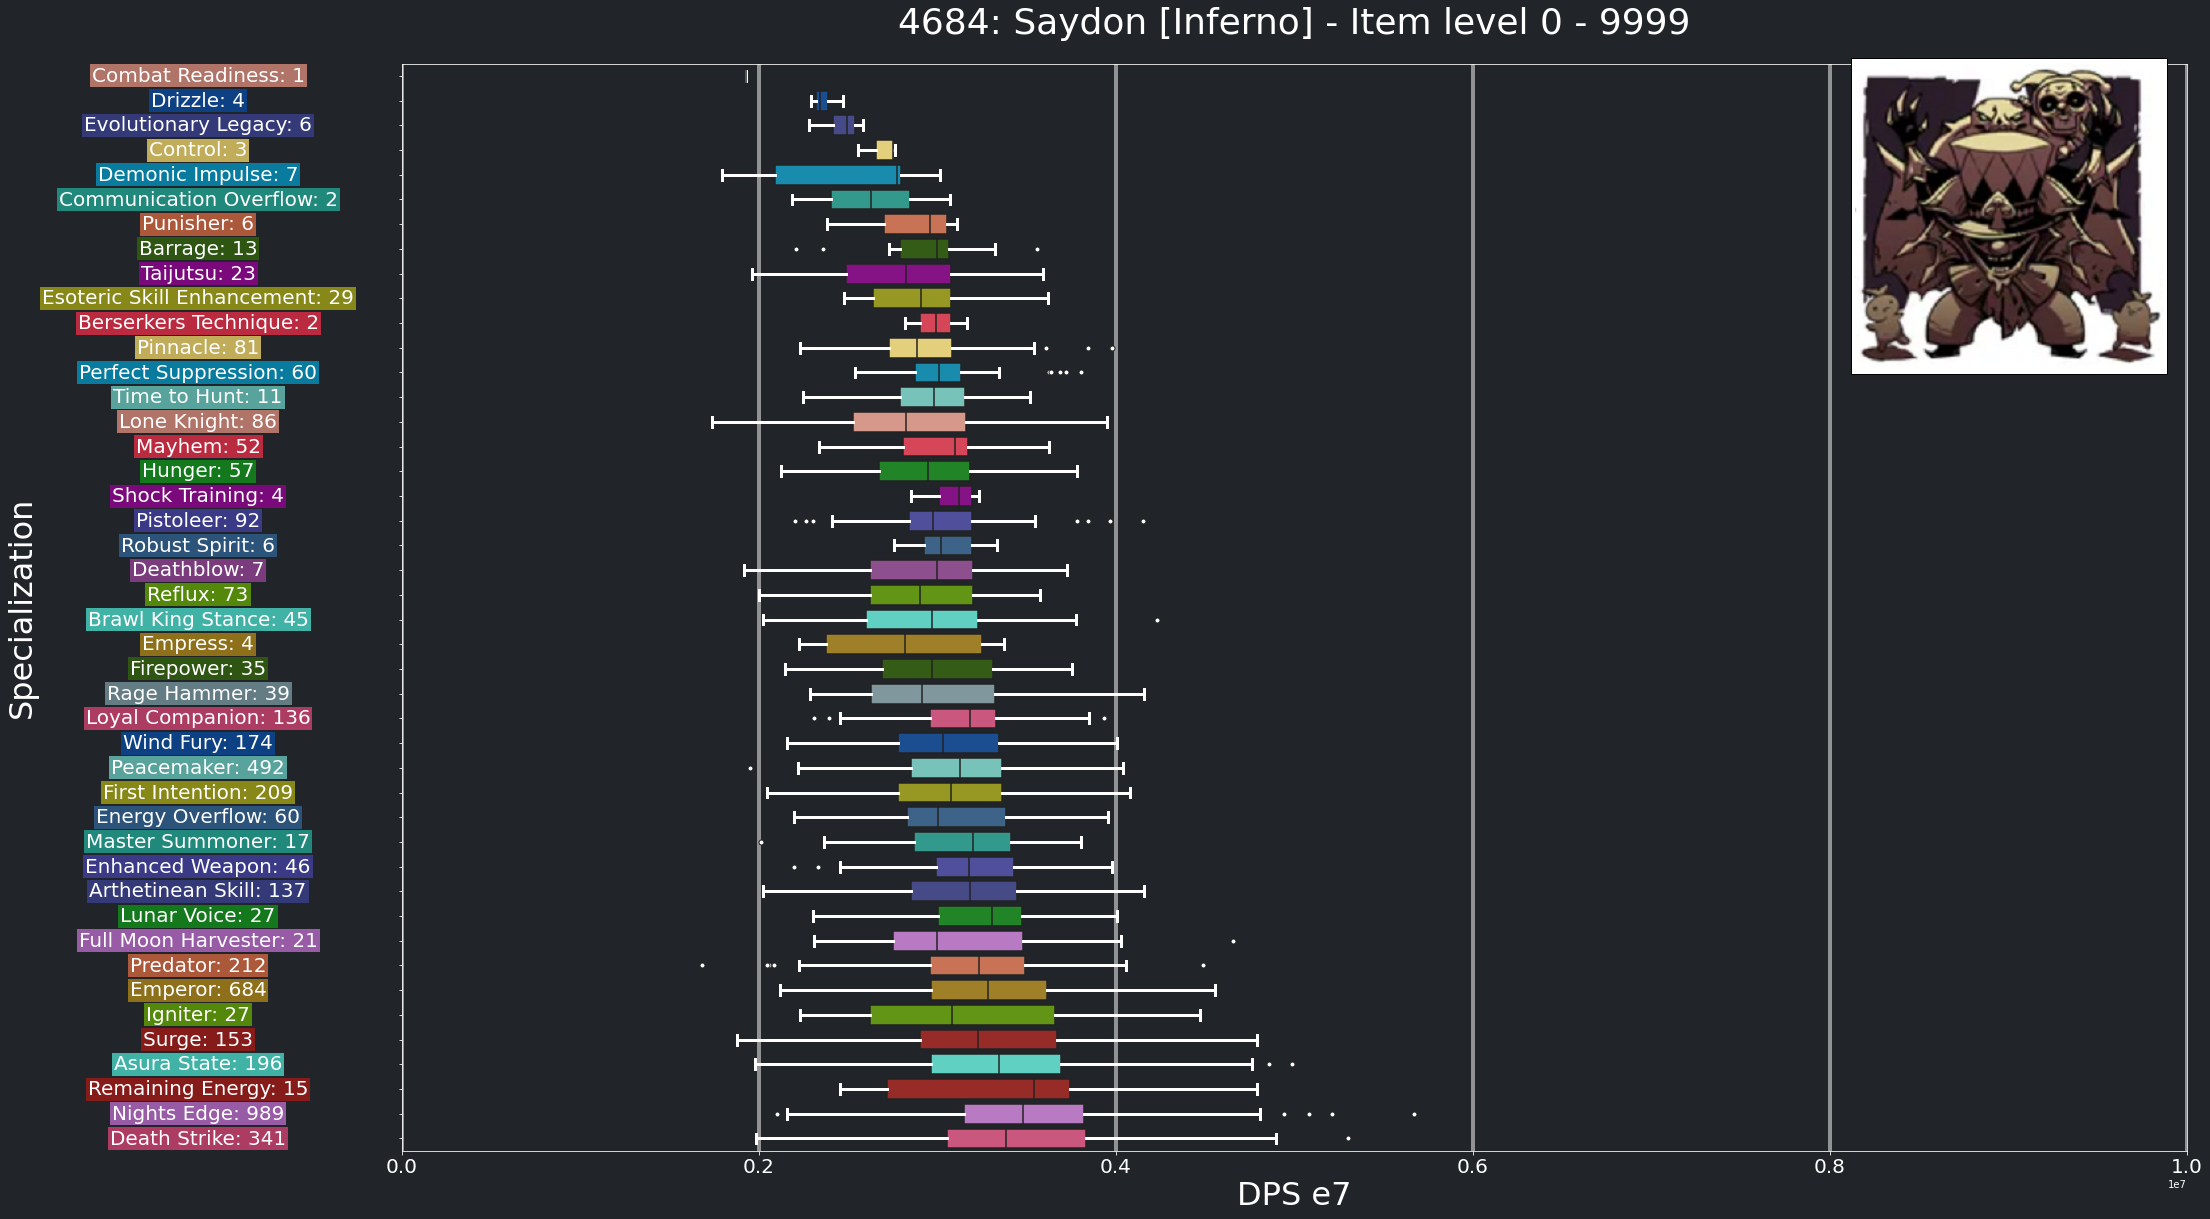 4684: Saydon [Inferno] - Item level 0 - 9999
Combat Readiness: 1
Drizzle: 4
Evolutionary Legacy: 6
Control: 3
Demonic Impulse: 7
Communication Overflow: 2
Punisher: 6
Barrage: 13
Taijutsu: 23
Esoteric Skill Enhancement: 29
Berserkers Technique: 2
Pinnacle: 81
Perfect Suppression: 60
Time to Hunt: 11
Lone Knight: 86
Mayhem: 52
Hunger: 57
Shock Training: 4
Pistoleer: 92
Robust Spirit: 6
Deathblow: 7
Reflux: 73
Brawl King Stance: 45
Empress: 4
Firepower: 35
Rage Hammer: 39
Loyal Companion: 136
Wind Fury: 174
Peacemaker: 492
First Intention: 209
Energy Overflow: 60
Master Summoner: 17
Enhanced Weapon: 46
Arthetinean Skill: 137
Lunar Voice: 27
Full Moon Harvester: 21
Predator: 212
Emperor: 684
Igniter: 27
Surge: 153
Asura State: 196
Remaining Energy: 15
Nights Edge: 989
Death Strike: 341
Specialization
0.0 0.2 0.4 0.6 0.8 1.0
1e7
DPS e7